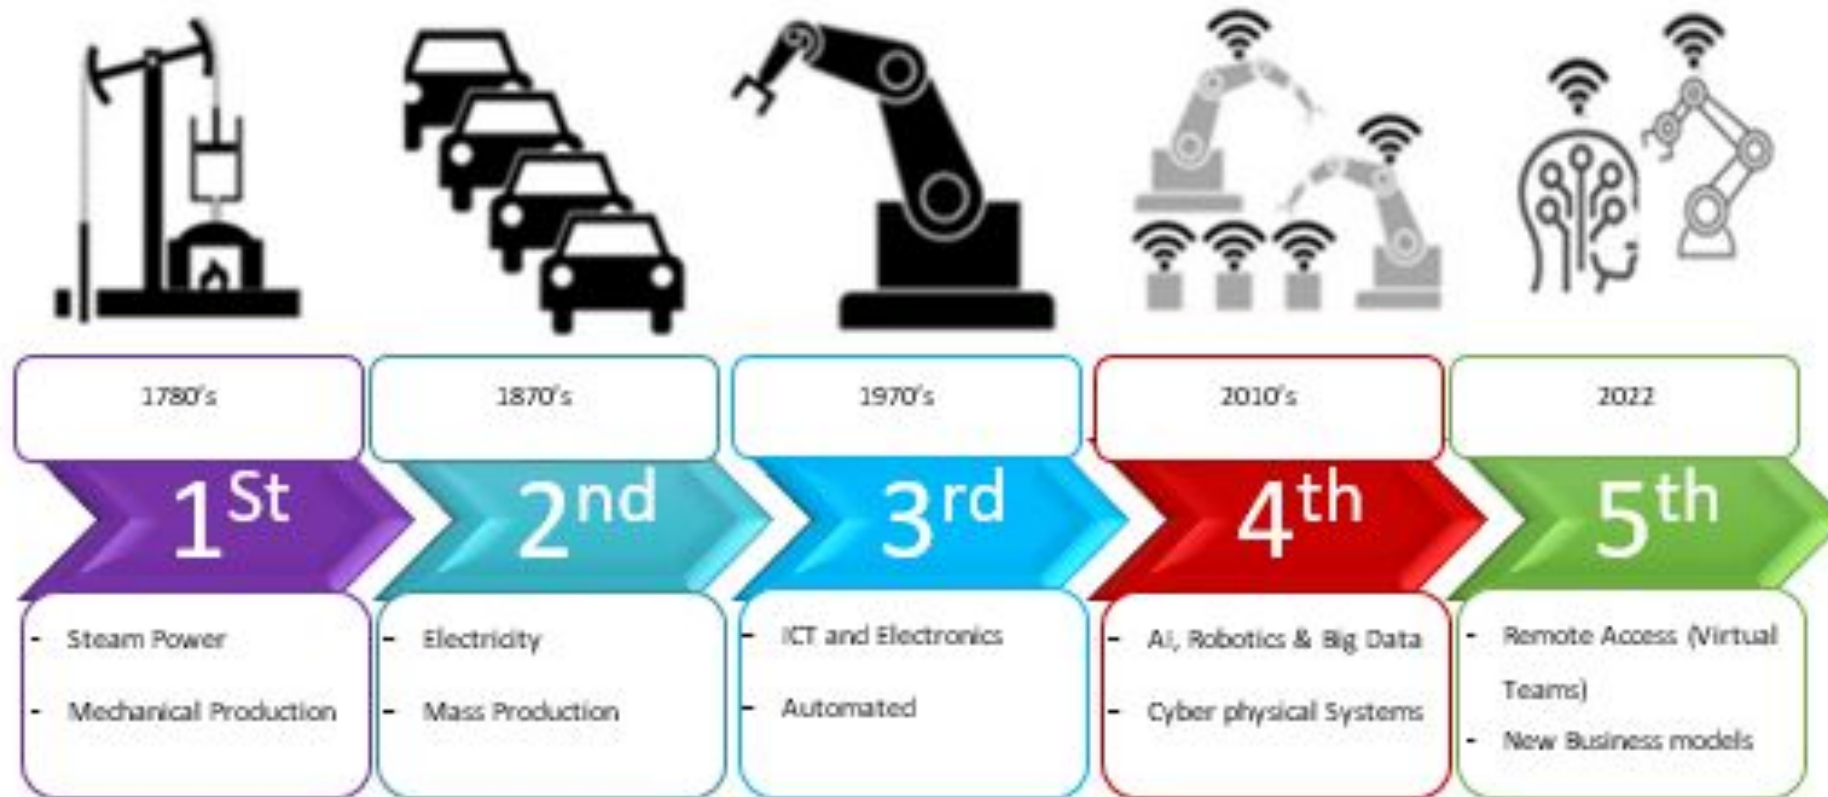 1780's
1870's
1970's
2010's
2022
1St
2nd
3rd
4th
5th
- Steam Power
- Mechanical Production
- Electricity
- Mass Production
- ICT and Electronics
- Automated
- AI, Robotics & Big Data
- Cyber physical Systems
- Remote Access (Virtual
Teams)
- New Business models